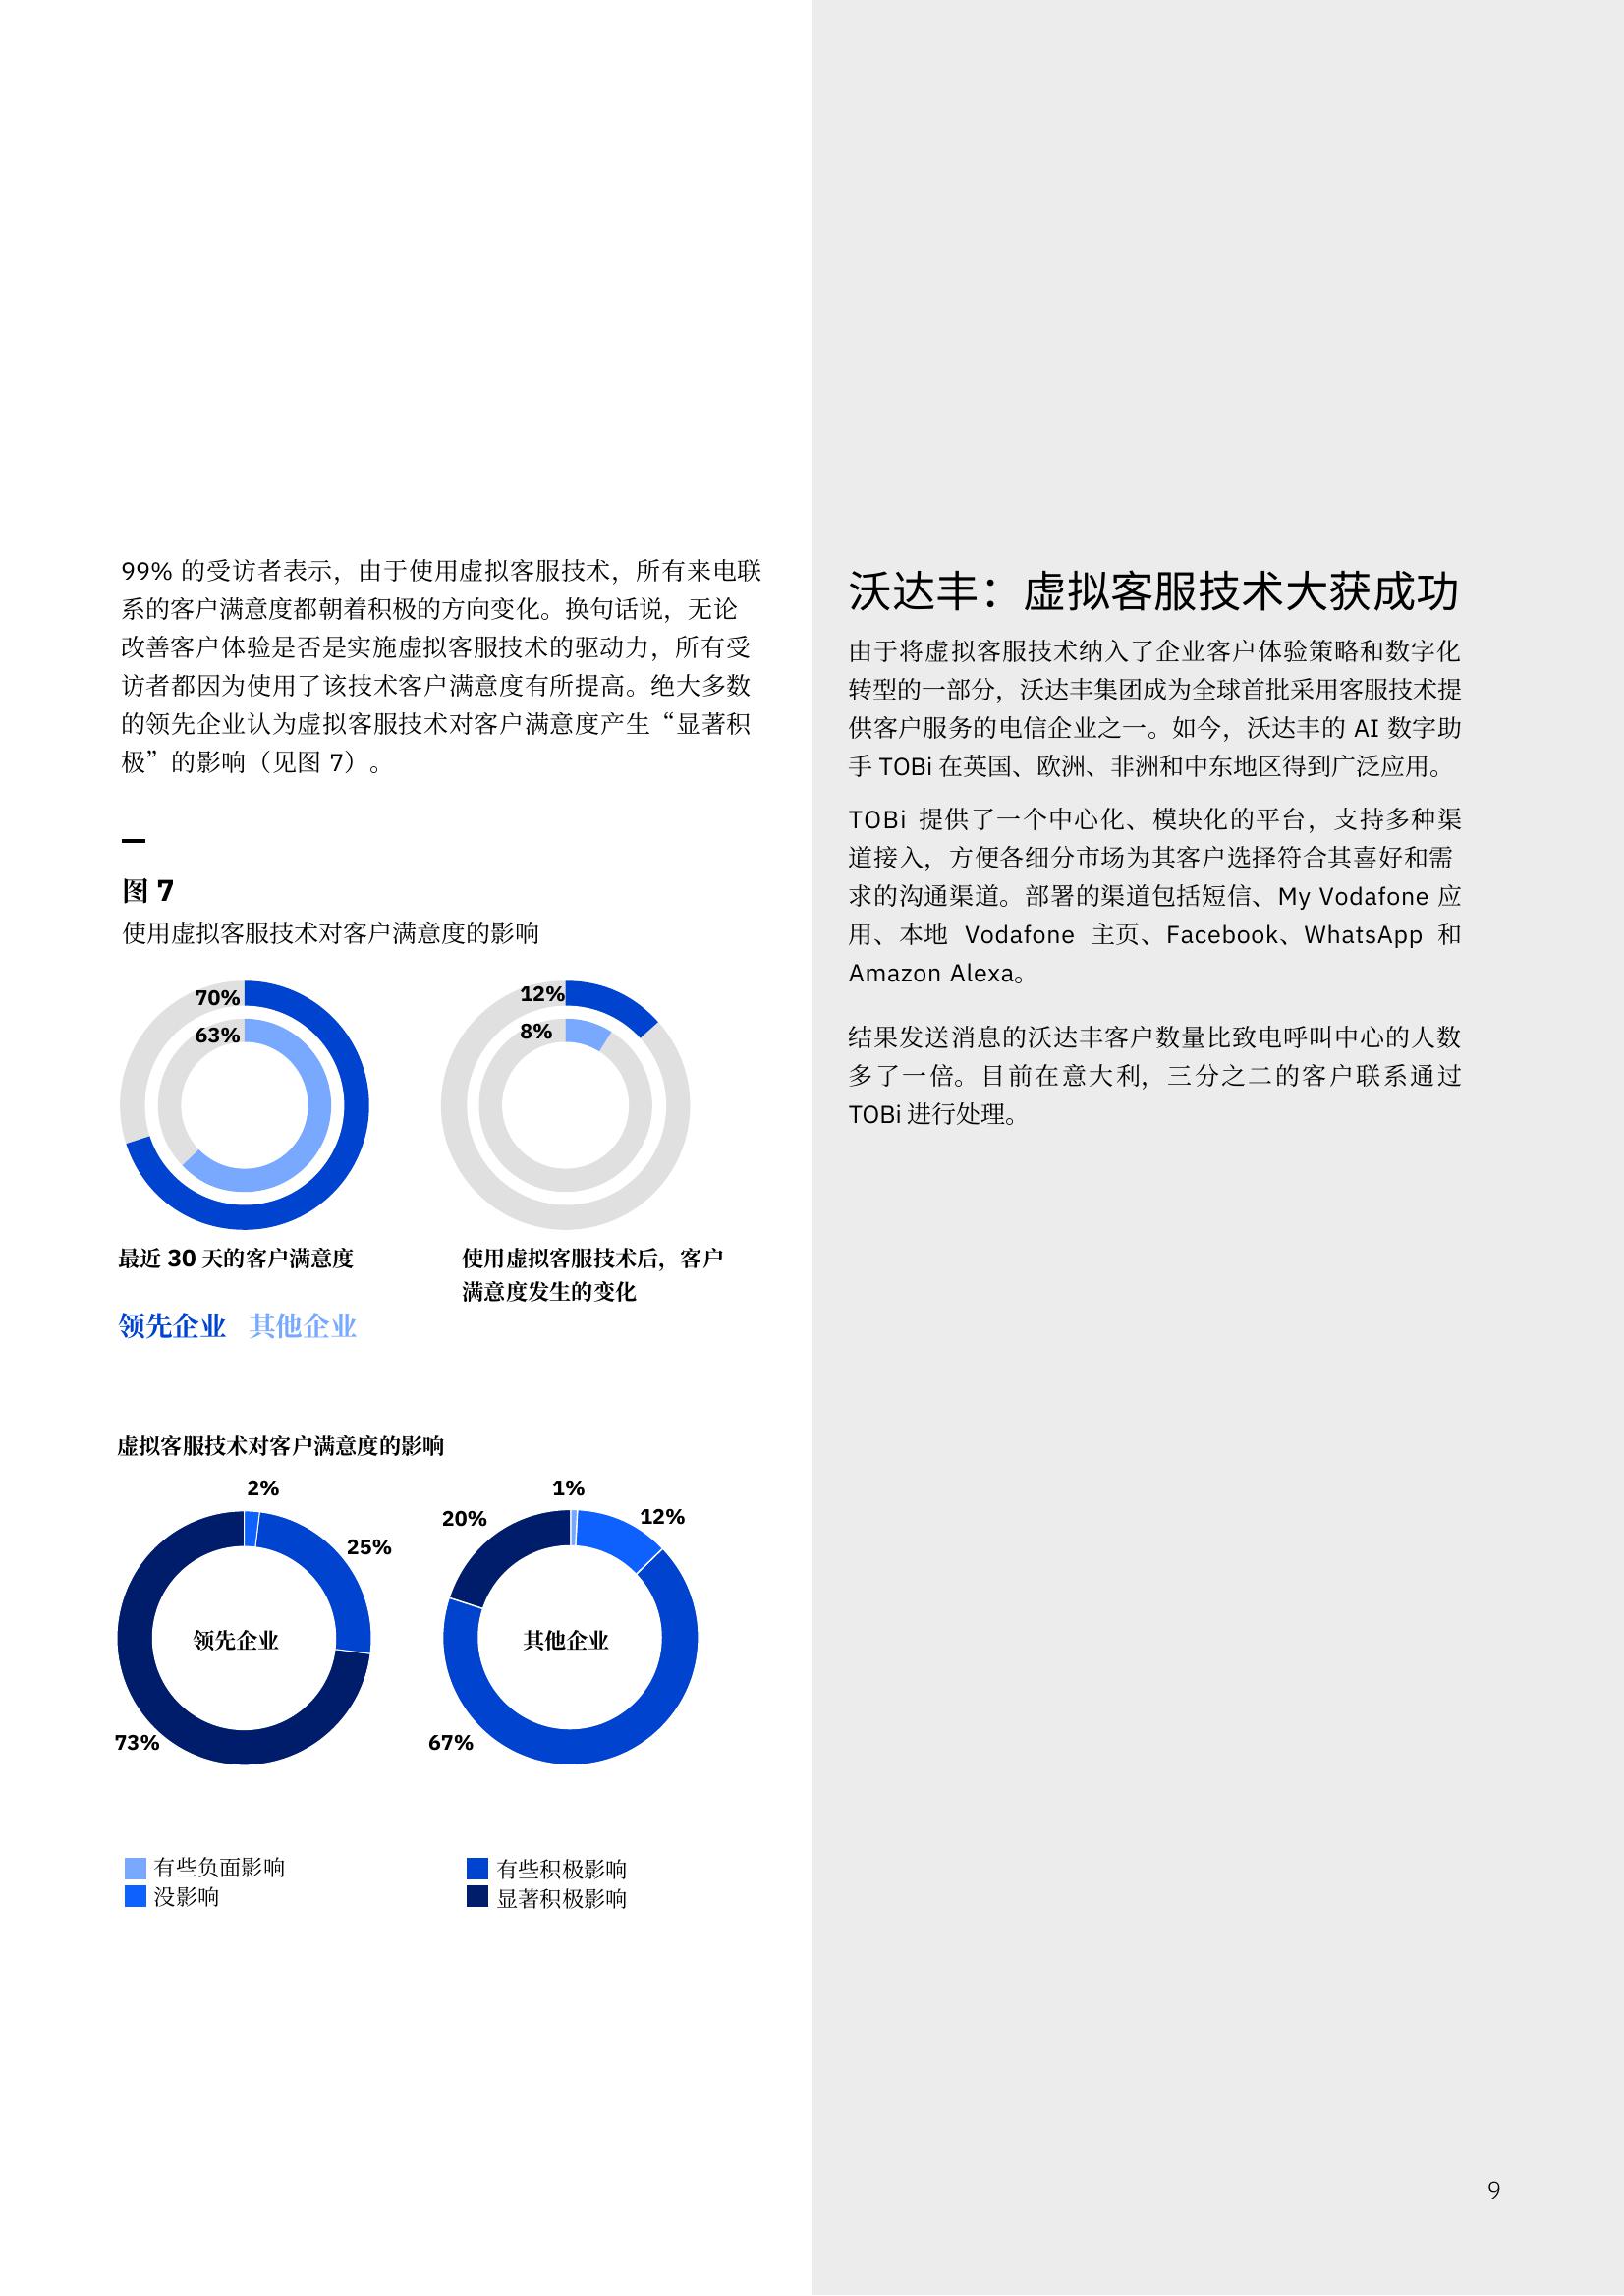 99% 的受访者表示，由于使用虚拟客服技术，所有来电联
系的客户满意度都朝着积极的方向变化。换句话说，无论
改善客户体验是否是实施虚拟客服技术的驱动力，所有受
访者都因为使用了该技术客户满意度有所提高。绝大多数
的领先企业认为虚拟客服技术对客户满意度产生“显著积
极”的影响（见图 7）。
图 7
使用虚拟客服技术对客户满意度的影响
70%
63%
12%
8%
最近 30 天的客户满意度
使用虚拟客服技术后，客户
满意度发生的变化
领先企业 其他企业
虚拟客服技术对客户满意度的影响
2%
25%
领先企业
73%
1%
20%
12%
其他企业
67%
有些负面影响
没影响
有些积极影响
显著积极影响
沃达丰：虚拟客服技术大获成功
由于将虚拟客服技术纳入了企业客户体验策略和数字化
转型的一部分，沃达丰集团成为全球首批采用客服技术提
供客户服务的电信企业之一。如今，沃达丰的 AI 数字助
手 TOBi 在英国、欧洲、非洲和中东地区得到广泛应用。
TOBi 提供了一个中心化、模块化的平台，支持多种渠
道接入，方便各细分市场为其客户选择符合其喜好和需
求的沟通渠道。部署的渠道包括短信、My Vodafone 应
用、本地 Vodafone 主页、Facebook、WhatsApp 和
Amazon Alexa。
结果发送消息的沃达丰客户数量比致电呼叫中心的人数
多了一倍。目前在意大利，三分之二的客户联系通过
TOBi 进行处理。
9